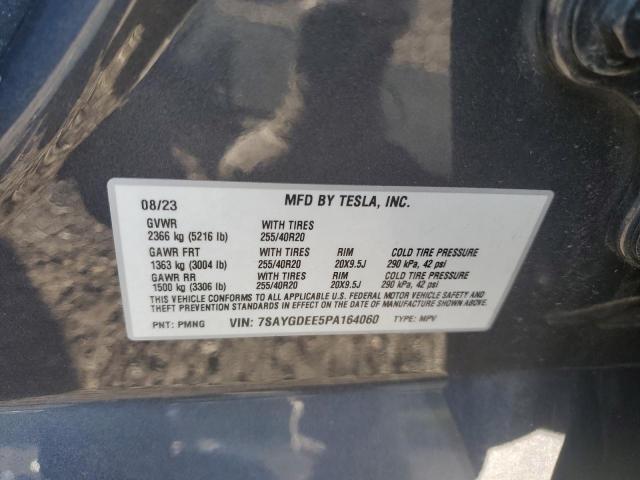 08/23 MFD BY TESLA, INC.
GVWR WITH TIRES
2366 kg (5216 lb) 255/40R20
GAWR FRT WITH TIRES RIM COLD TIRE PRESSURE
1363 kg (3004 lb) 255/40R20 20X9.5J 290 kPa, 42 psi
GAWR RR WITH TIRES RIM COLD TIRE PRESSURE
1500 kg (3306 lb) 255/40R20 20X9.5J 290 kPa, 42 psi
THIS VEHICLE CONFORMS TO ALL APPLICABLE U.S. FEDERAL MOTOR VEHICLE SAFETY AND
THEFT PREVENTION STANDARDS IN EFFECT ON THE DATE OF MANUFACTURE SHOWN ABOVE.
PNT: PMNG VIN: 7SAYGDEE5PA164060 TYPE: MPV